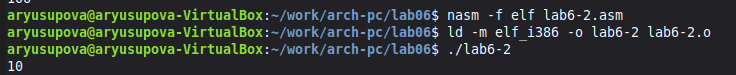 aryusupova@aryusupova-VirtualBox:~/work/arch-pc/lab06$ nasm -f elf lab6-2.asm
aryusupova@aryusupova-VirtualBox:~/work/arch-pc/lab06$ ld -m elf_i386 -o lab6-2 lab6-2.o
aryusupova@aryusupova-VirtualBox:~/work/arch-pc/lab06$ ./lab6-2
10